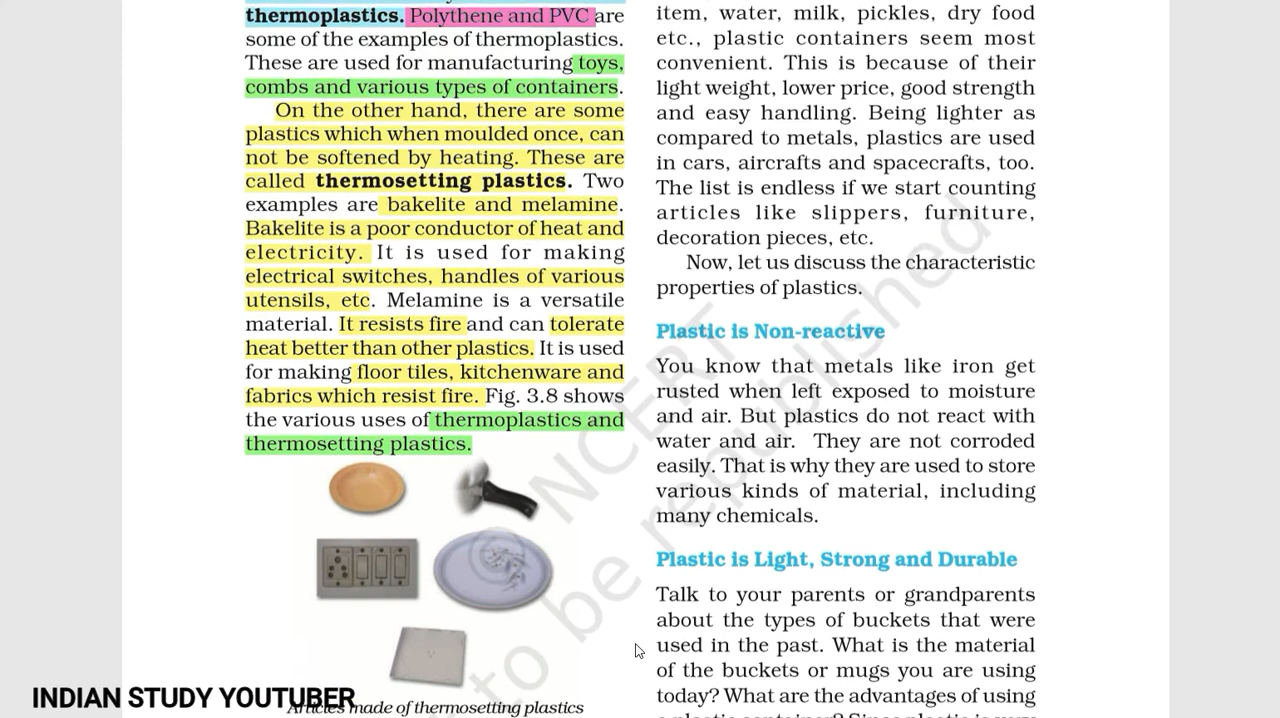 thermoplastics. Polythene and PVC are
some of the examples of thermoplastics.
These are used for manufacturing toys,
combs and various types of containers.
On the other hand, there are some
plastics which when moulded once, can
not be softened by heating. These are
called thermosetting plastics. Two
examples are bakelite and melamine.
Bakelite is a poor conductor of heat and
electricity. It is used for making
electrical switches, handles of various
utensils, etc. Melamine is a versatile
material. It resists fire and can tolerate
heat better than other plastics. It is used
for making floor tiles, kitchenware and
fabrics which resist fire. Fig. 3.8 shows
the various uses of thermoplastics and
thermosetting plastics.
Articles made of thermosetting plastics
item, water, milk, pickles, dry food
etc., plastic containers seem most
convenient. This is because of their
light weight, lower price, good strength
and easy handling. Being lighter as
compared to metals, plastics are used
in cars, aircrafts and spacecrafts, too.
The list is endless if we start counting
articles like slippers, furniture,
decoration pieces, etc.
Now, let us discuss the characteristic
properties of plastics.
Plastic is Non-reactive
You know that metals like iron get
rusted when left exposed to moisture
and air. But plastics do not react with
water and air. They are not corroded
easily. That is why they are used to store
various kinds of material, including
many chemicals.
Plastic is Light, Strong and Durable
Talk to your parents or grandparents
about the types of buckets that were
used in the past. What is the material
of the buckets or mugs you are using
today? What are the advantages of using
© NCERT
to be republished
INDIAN STUDY YOUTUBER